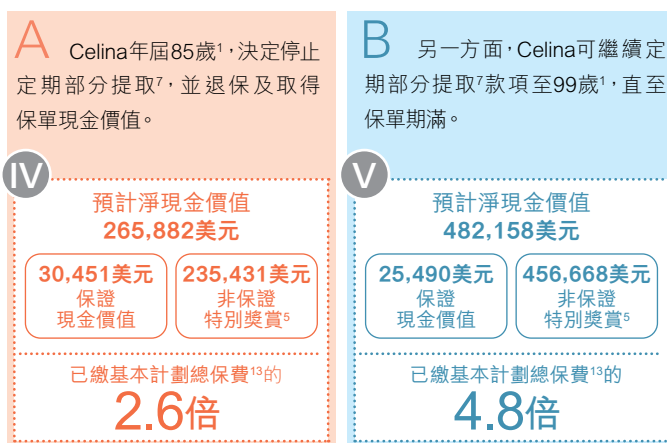 A Celina年屆85歲¹，決定停止
定期部分提取⁷，並退保及取得
保單現金價值。
IV
預計淨現金價值
265,882美元
30,451美元
保證
現金價值
235,431美元
非保證
特別獎賞⁵
已繳基本計劃總保費¹³的
2.6倍
B 另一方面，Celina可繼續定
期部分提取⁷款項至99歲¹，直至
保單期滿。
V
預計淨現金價值
482,158美元
25,490美元
保證
現金價值
456,668美元
非保證
特別獎賞⁵
已繳基本計劃總保費¹³的
4.8倍